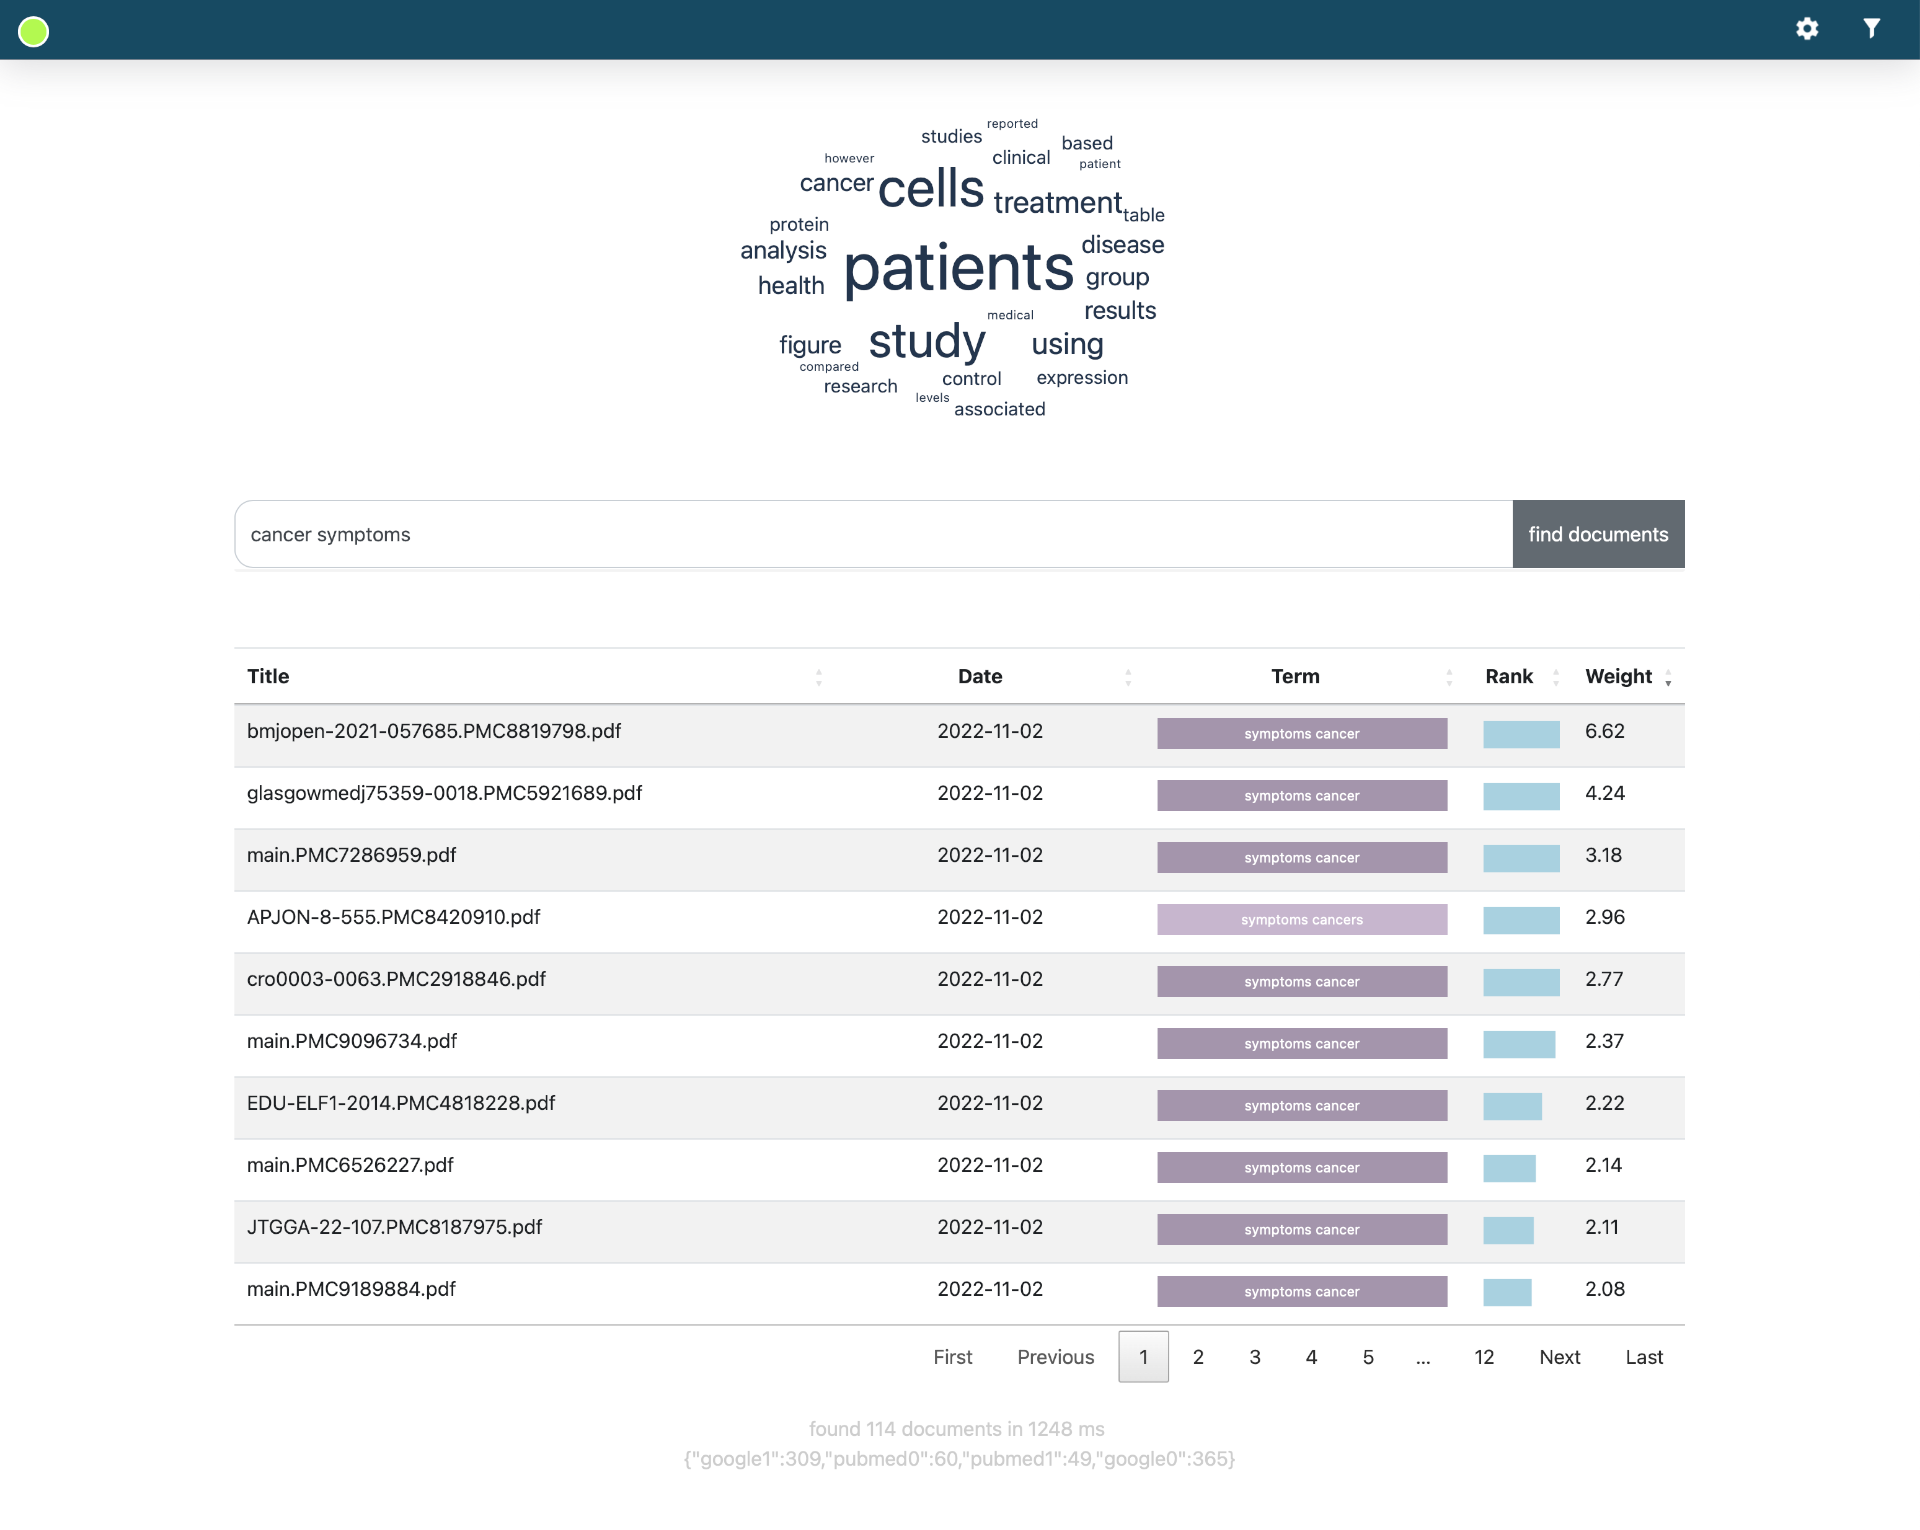 reported
studies
based
clinical
however
patient
cancer
cells
treatment
table
protein
disease
analysis
patients
group
health
results
medical
study
using
figure
compared
control
expression
research
levels
associated
cancer symptoms
find documents
Title Date Term Rank Weight
bmjopen-2021-057685.PMC8819798.pdf 2022-11-02 symptoms cancer 6.62
glasgowmedj75359-0018.PMC5921689.pdf 2022-11-02 symptoms cancer 4.24
main.PMC7286959.pdf 2022-11-02 symptoms cancer 3.18
APJON-8-555.PMC8420910.pdf 2022-11-02 symptoms cancers 2.96
cro0003-0063.PMC2918846.pdf 2022-11-02 symptoms cancer 2.77
main.PMC9096734.pdf 2022-11-02 symptoms cancer 2.37
EDU-ELF1-2014.PMC4818228.pdf 2022-11-02 symptoms cancer 2.22
main.PMC6526227.pdf 2022-11-02 symptoms cancer 2.14
JTGGA-22-107.PMC8187975.pdf 2022-11-02 symptoms cancer 2.11
main.PMC9189884.pdf 2022-11-02 symptoms cancer 2.08
First Previous 1 2 3 4 5 ... 12 Next Last
found 114 documents in 1248 ms
{"google1":309,"pubmed0":60,"pubmed1":49,"google0":365}